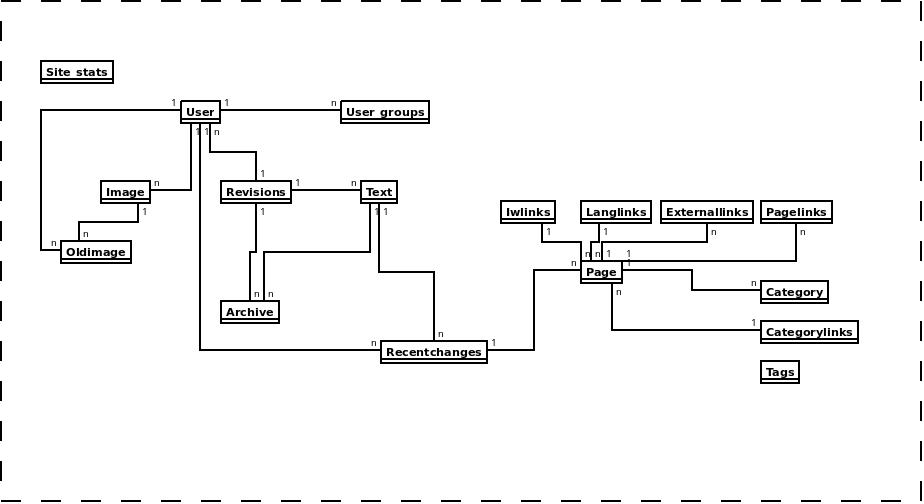 Site stats
1 User 1 n User groups
1 1 n
Image n 1
Revisions 1 n Text
1 1 1 1
Iwlinks Langlinks Externallinks Pagelinks
1 1 n n
n
n Oldimage
n n 1 1
n Page 1
n Category
n n
n
Archive
1 Categorylinks
n
n Recentchanges 1
Tags